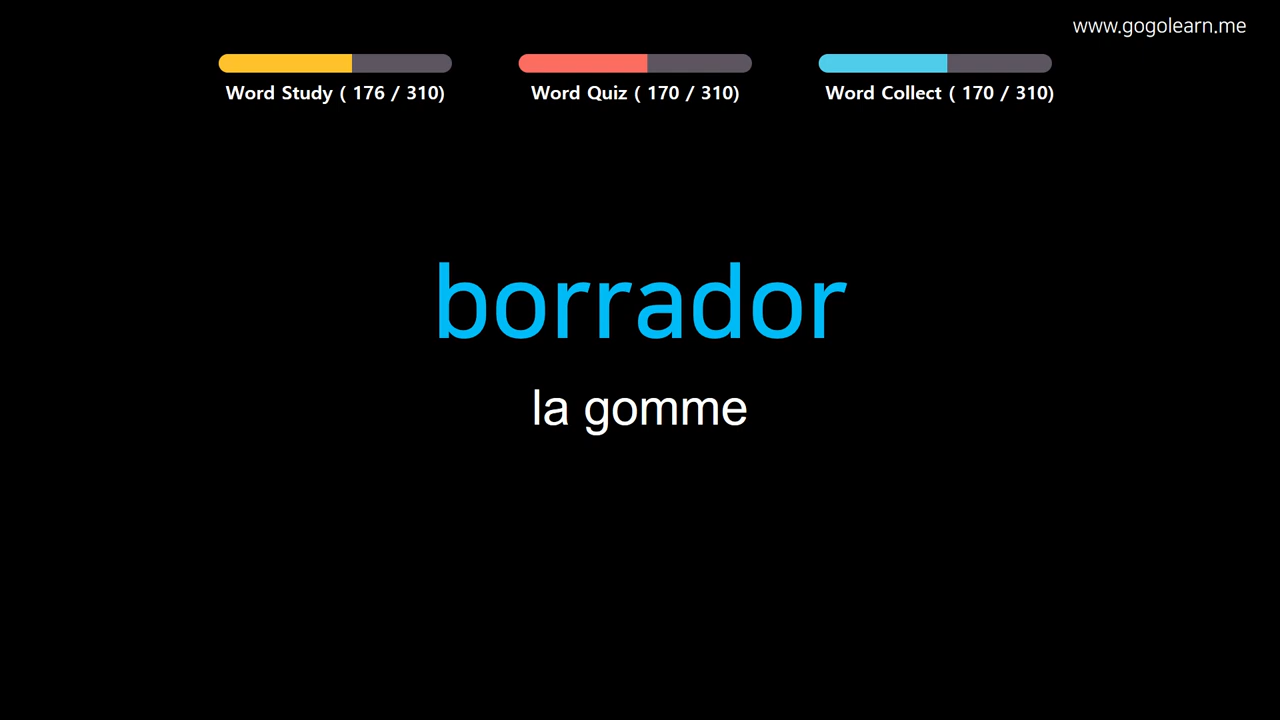 www.gogolearn.me
Word Study ( 176 / 310)
Word Quiz ( 170 / 310)
Word Collect ( 170 / 310)
borrador
la gomme